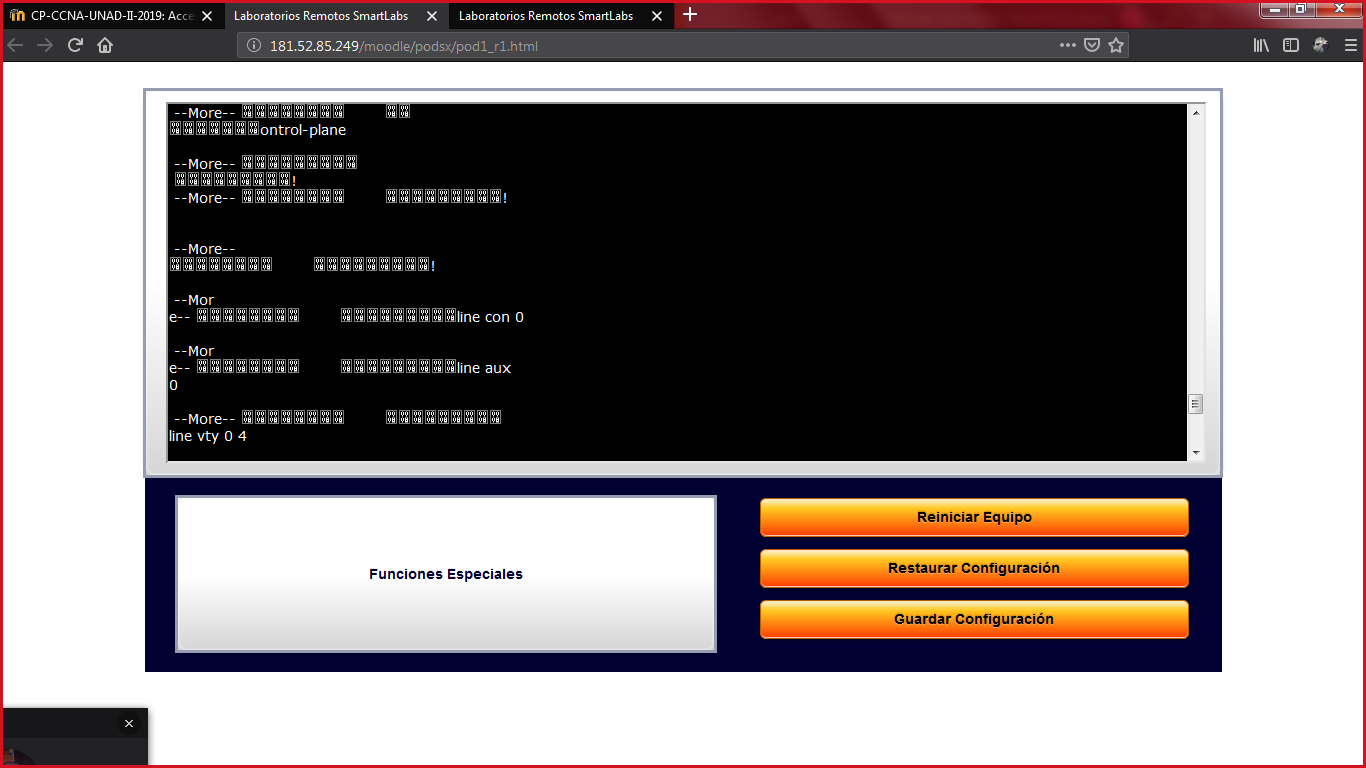 CP-CCNA-UNAD-II-2019: Acce
Laboratorios Remotos SmartLabs
Laboratorios Remotos SmartLabs
181.52.85.249/moodle/podsx/pod1_r1.html
--More--
ontrol-plane
--More--
!
--More-- !
--More--
!
--Mor
e-- line con 0
--Mor
e-- line aux
0
--More--
line vty 0 4
Funciones Especiales
Reiniciar Equipo
Restaurar Configuración
Guardar Configuración